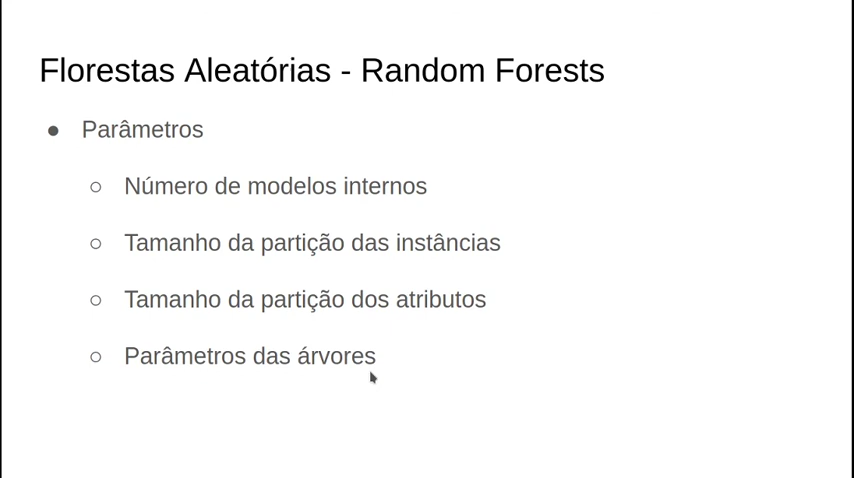 Florestas Aleatórias - Random Forests
● Parâmetros
○ Número de modelos internos
○ Tamanho da partição das instâncias
○ Tamanho da partição dos atributos
○ Parâmetros das árvores